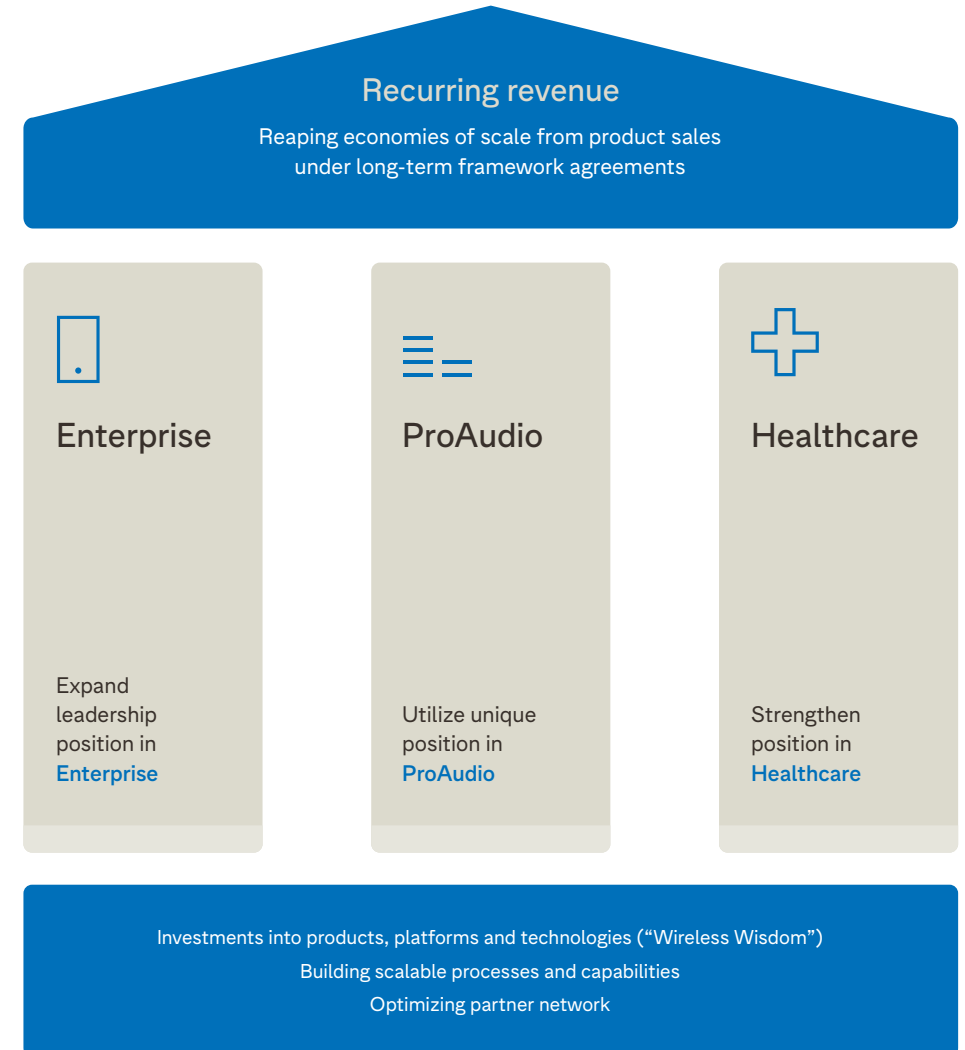 Recurring revenue
Reaping economies of scale from product sales
under long-term framework agreements
Enterprise
Expand
leadership
position in
Enterprise
ProAudio
Utilize unique
position in
ProAudio
Healthcare
Strengthen
position in
Healthcare
Investments into products, platforms and technologies (“Wireless Wisdom”)
Building scalable processes and capabilities
Optimizing partner network